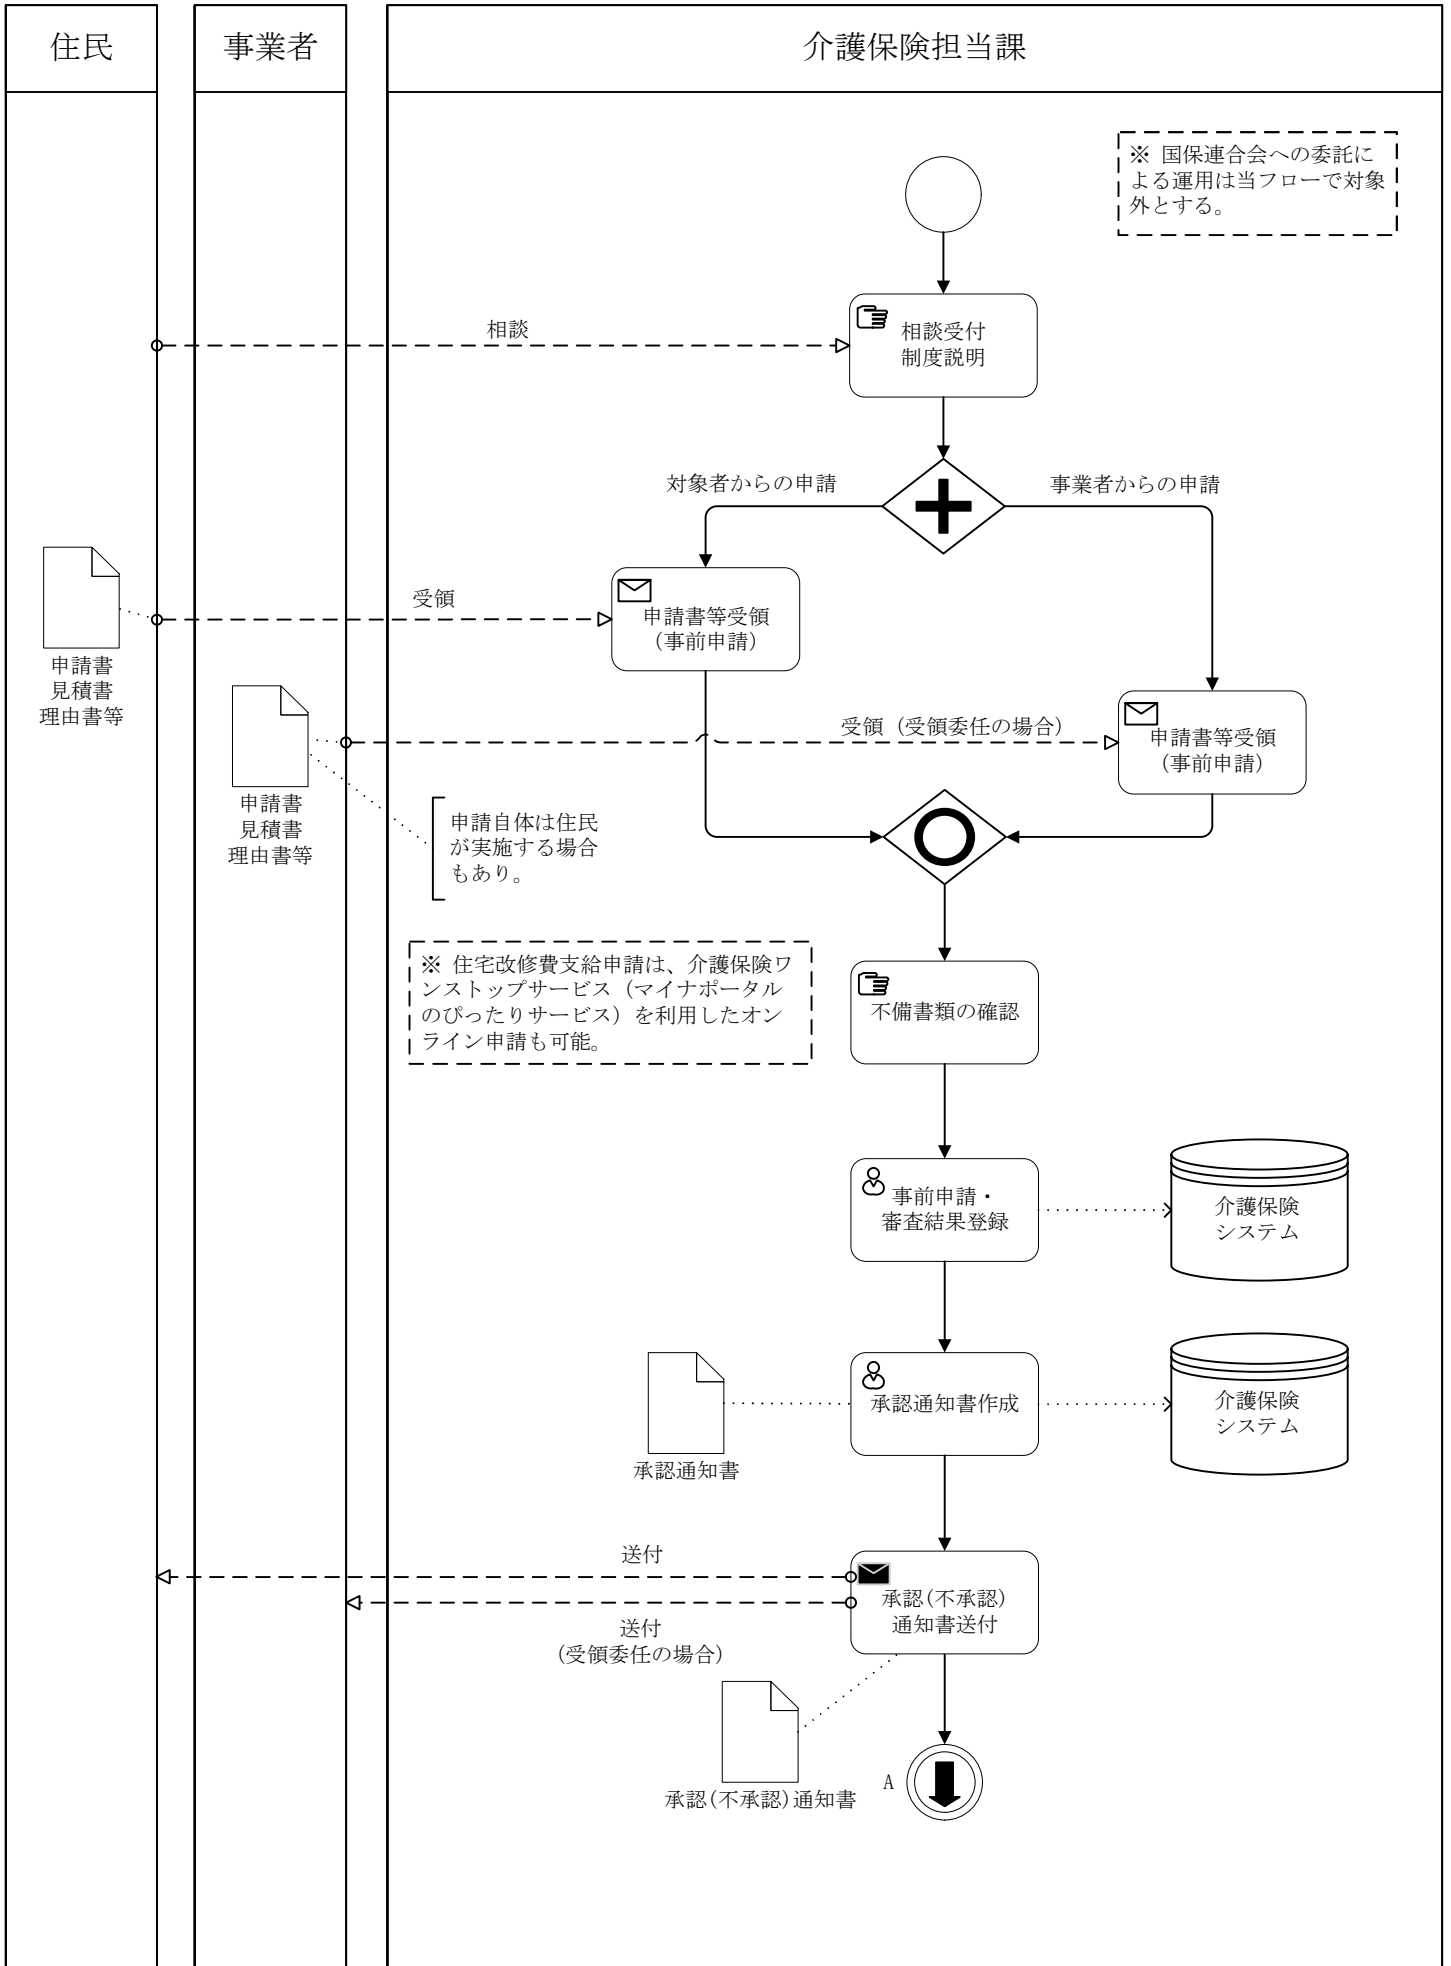 住民
事業者
介護保険担当課
※ 国保連合会への委託に
よる運用は当フローで対象
外とする。
相談
相談受付
制度説明
対象者からの申請
事業者からの申請
受領
申請書等受領
(事前申請)
申請書
見積書
理由書等
受領（受領委任の場合）
申請書等受領
(事前申請)
申請書
見積書
理由書等
申請自体は住民
が実施する場合
もあり。
※ 住宅改修費支給申請は、介護保険ワ
ンストップサービス（マイナポータル
のぴったりサービス）を利用したオン
ライン申請も可能。
不備書類の確認
事前申請・
審査結果登録
介護保険
システム
承認通知書作成
介護保険
システム
承認通知書
送付
承認(不承認)
通知書送付
送付
(受領委任の場合)
承認(不承認)通知書
A